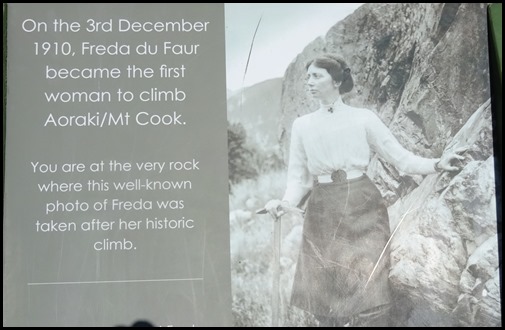 On the 3rd December
1910, Freda du Faur
became the first
woman to climb
Aoraki/Mt Cook.
You are at the very rock
where this well-known
photo of Freda was
taken after her historic
climb.